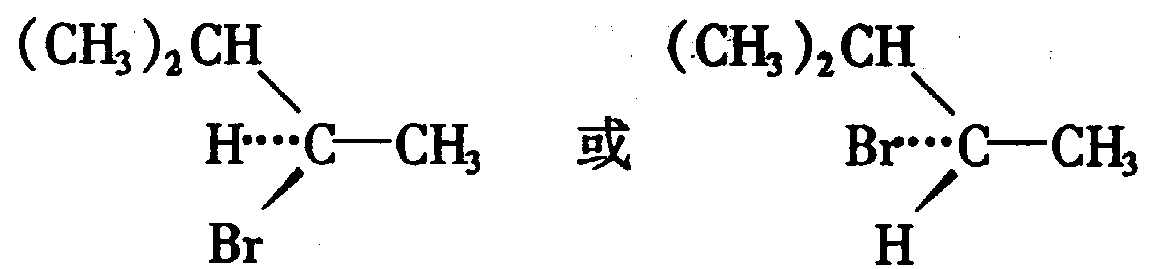 (CH₃)₂CH (CH₃)₂CH
H····C—CH₃ 或 Br····C—CH₃
Br H